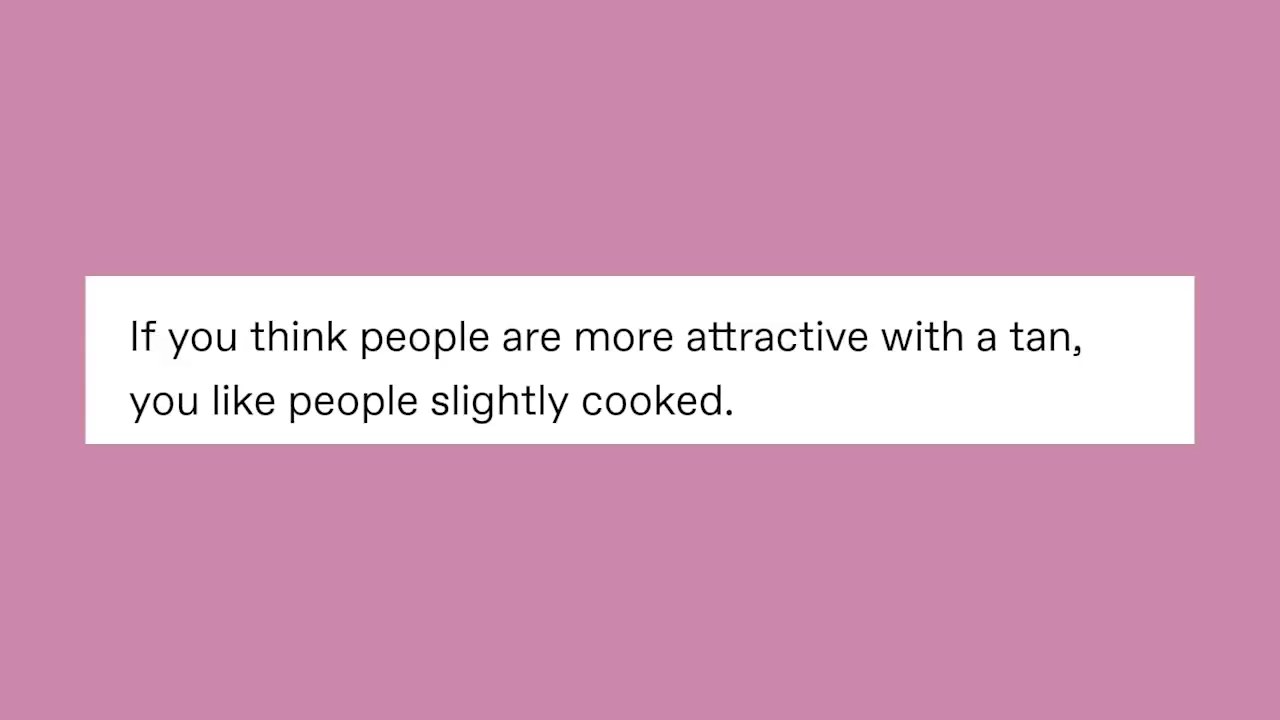 If you think people are more attractive with a tan,
you like people slightly cooked.